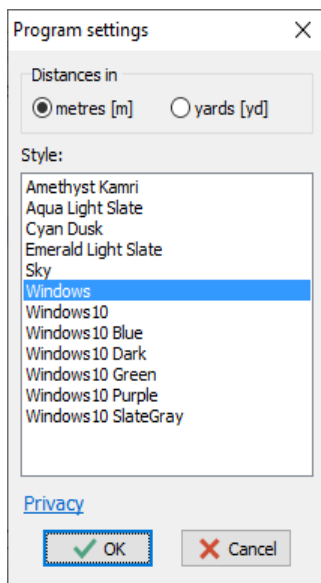 Program settings
Distances in
metres [m] yards [yd]
Style:
Amethyst Kamri
Aqua Light Slate
Cyan Dusk
Emerald Light Slate
Sky
Windows
Windows10
Windows10 Blue
Windows10 Dark
Windows10 Green
Windows10 Purple
Windows10 SlateGray
Privacy
OK Cancel